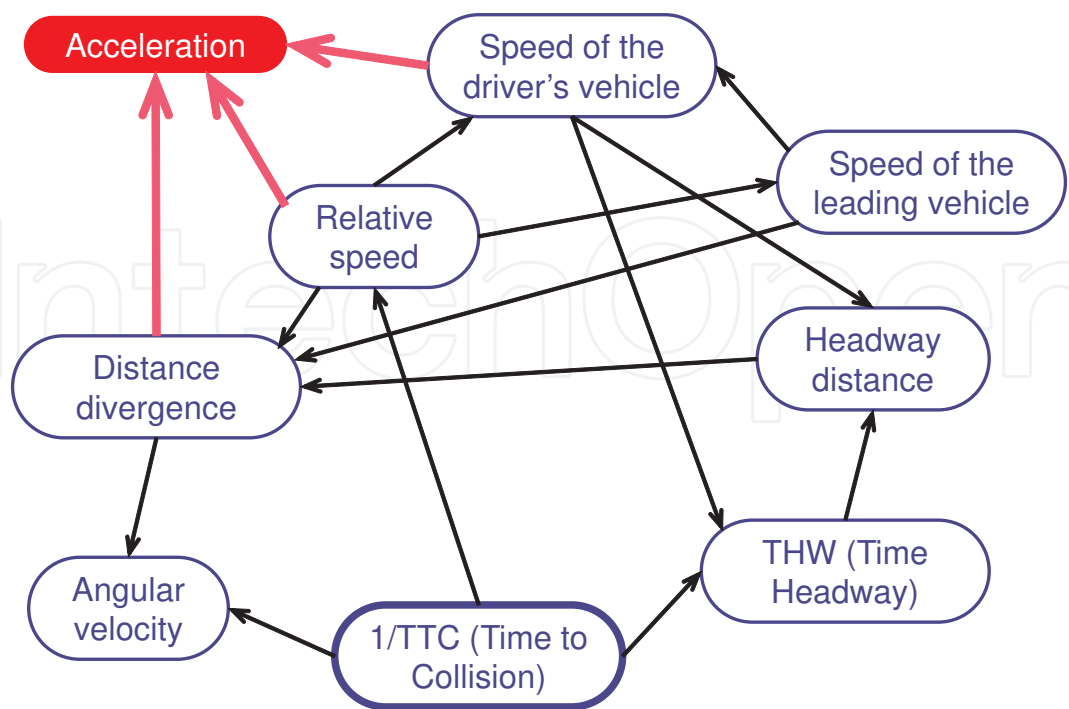 Acceleration
Speed of the
driver's vehicle
Speed of the
leading vehicle
Relative
speed
Headway
distance
Distance
divergence
THW (Time
Headway)
Angular
velocity
1/TTC (Time to
Collision)
IntechOpen